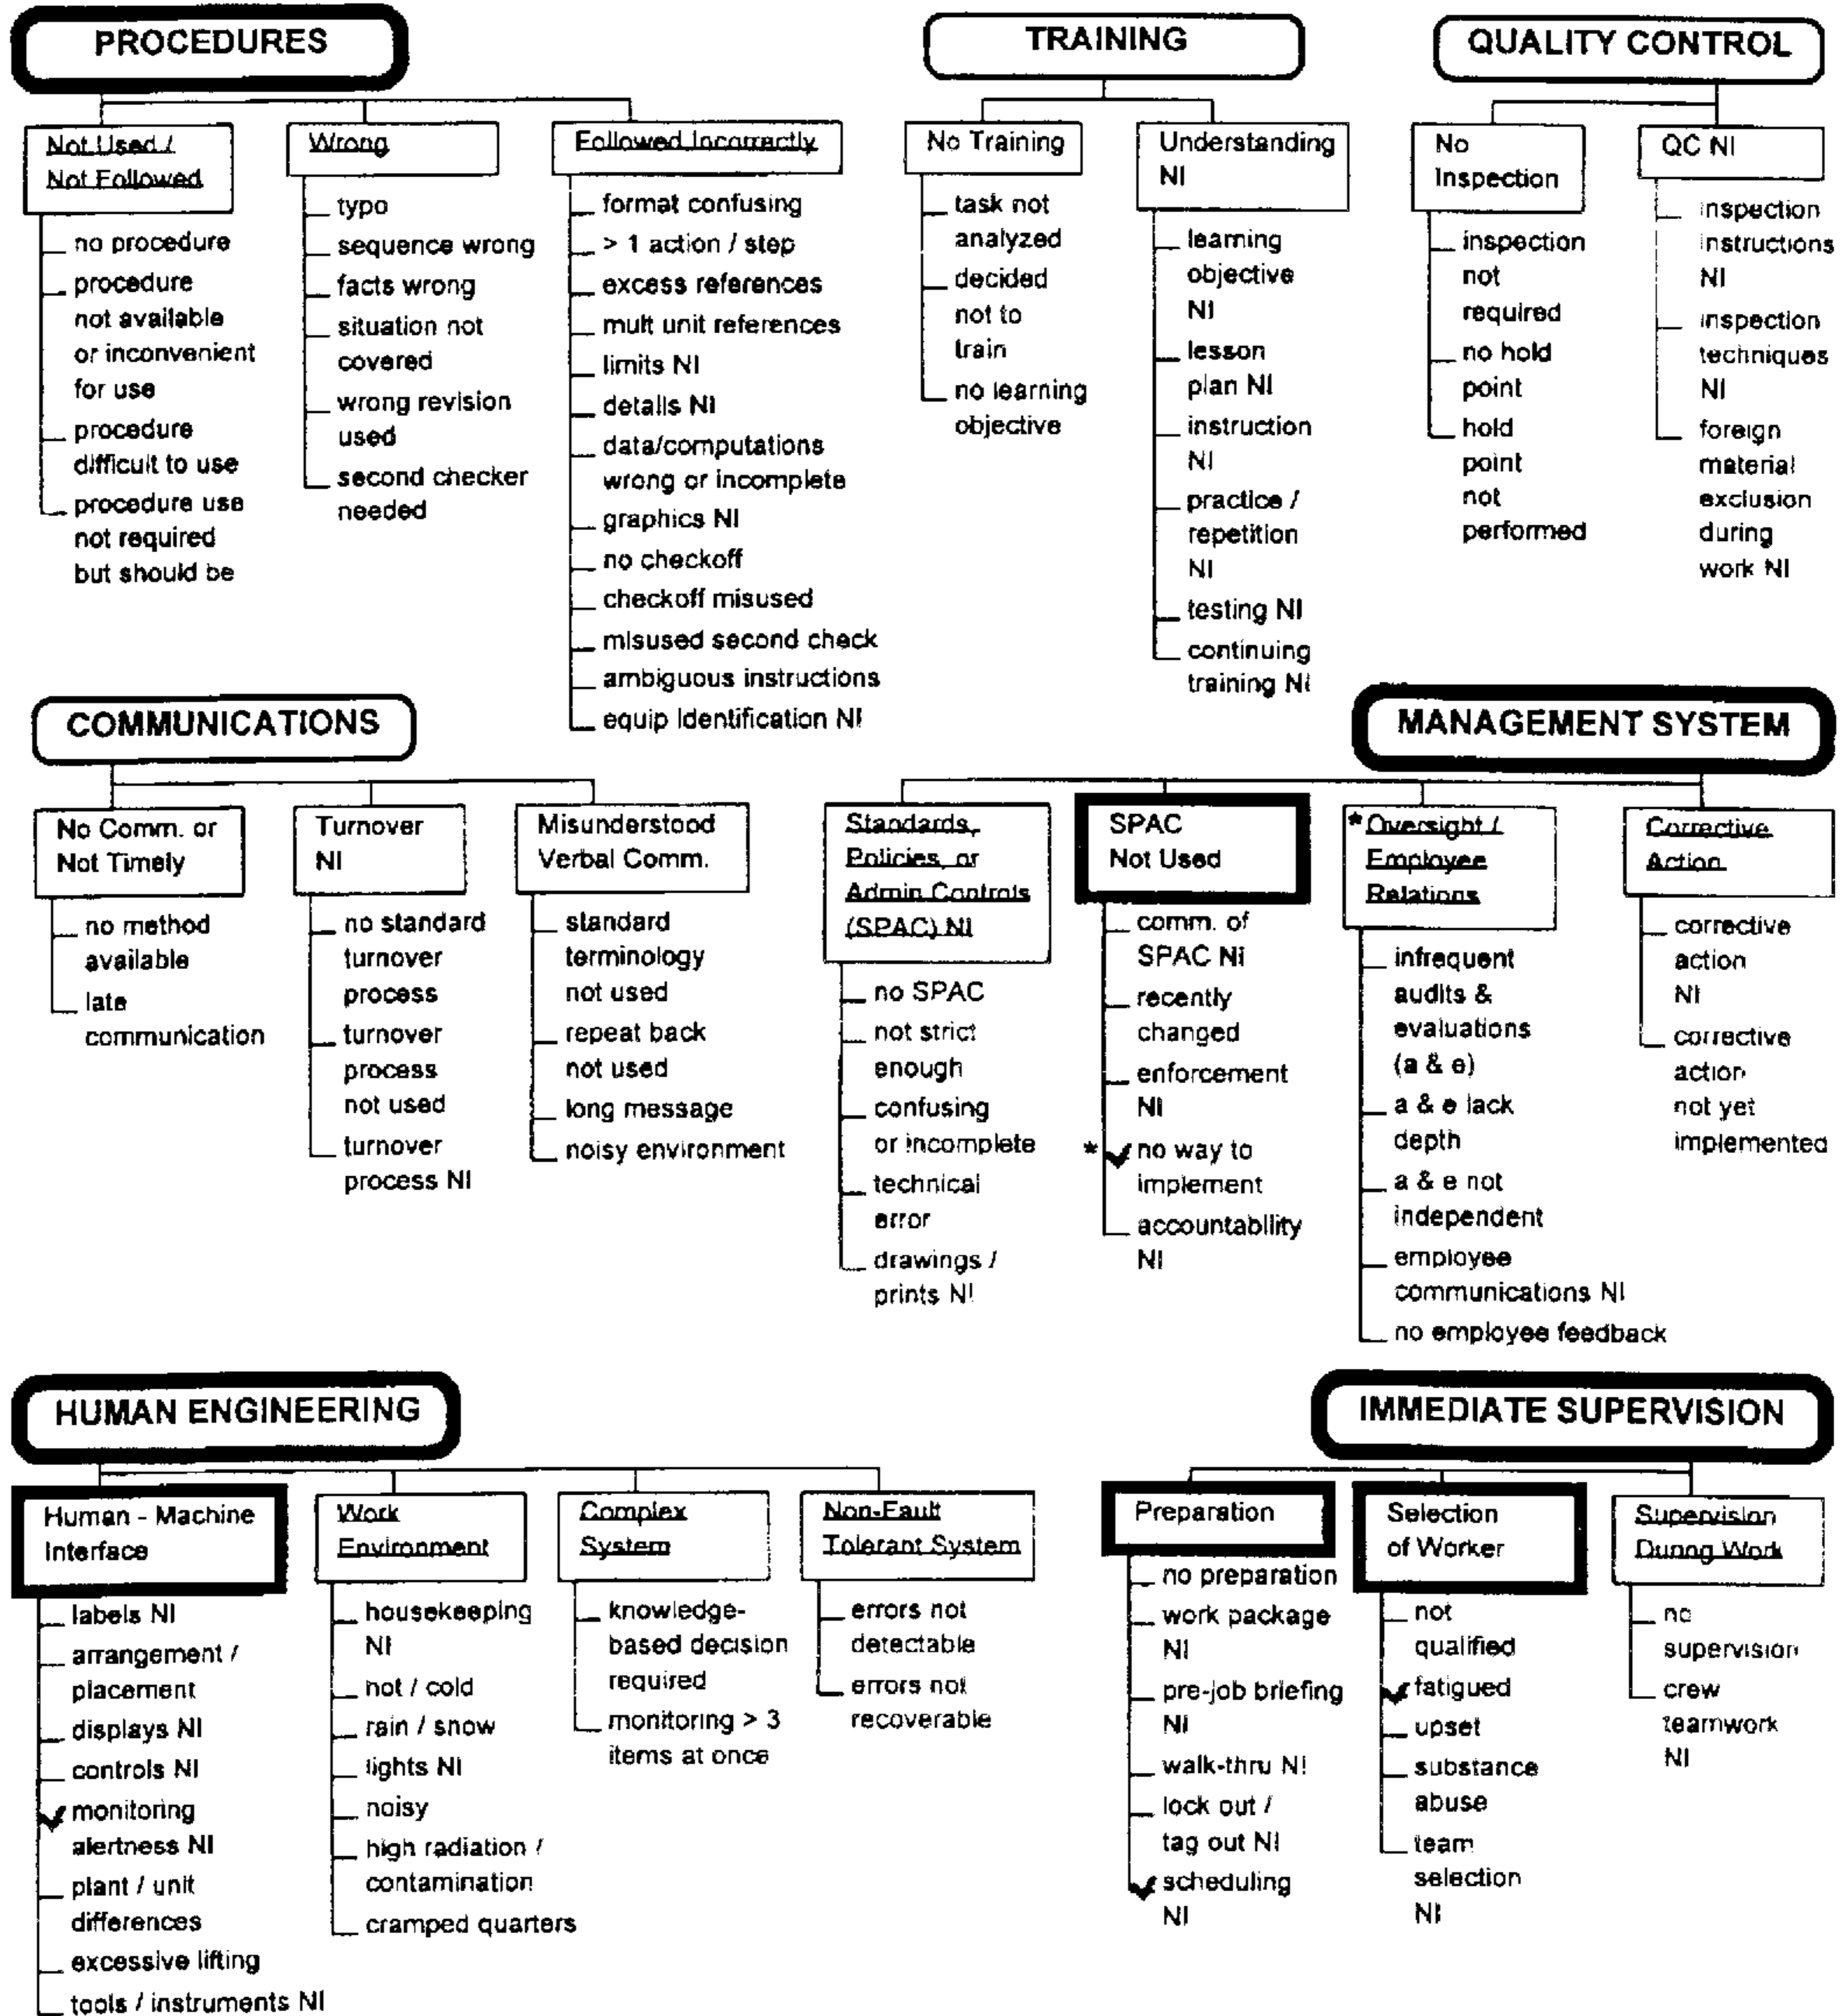 PROCEDURES
Not Used /
Not Followed
no procedure
procedure
not available
or inconvenient
for use
procedure
difficult to use
procedure use
not required
but should be
Wrong
typo
sequence wrong
facts wrong
situation not
covered
wrong revision
used
second checker
needed
Followed Incorrectly
format confusing
> 1 action / step
excess references
mult unit references
limits NI
details NI
data/computations
wrong or incomplete
graphics NI
no checkoff
checkoff misused
misused second check
ambiguous instructions
equip identification NI
TRAINING
No Training
task not
analyzed
decided
not to
train
no learning
objective
Understanding
NI
learning
objective
NI
lesson
plan NI
instruction
NI
practice /
repetition
NI
testing NI
continuing
training NI
QUALITY CONTROL
No
Inspection
inspection
not
required
no hold
point
hold
point
not
performed
QC NI
inspection
instructions
NI
inspection
techniques
NI
foreign
material
exclusion
during
work NI
COMMUNICATIONS
No Comm. or
Not Timely
no method
available
late
communication
Turnover
NI
no standard
turnover
process
turnover
process
not used
turnover
process NI
Misunderstood
Verbal Comm.
standard
terminology
not used
repeat back
not used
long message
noisy environment
MANAGEMENT SYSTEM
Standards,
Policies, or
Admin Controls
(SPAC) NI
no SPAC
not strict
enough
confusing
or incomplete
technical
error
drawings /
prints NI
SPAC
Not Used
comm. of
SPAC NI
recently
changed
enforcement
NI
* no way to
implement
accountability
NI
* Oversight /
Employee
Relations
infrequent
audits &
evaluations
(a & e)
a & e lack
depth
a & e not
independent
employee
communications NI
no employee feedback
Corrective
Action
corrective
action
NI
corrective
action
not yet
implemented
HUMAN ENGINEERING
Human - Machine
Interface
labels NI
arrangement /
placement
displays NI
controls NI
monitoring
alertness NI
plant / unit
differences
excessive lifting
tools / instruments NI
Work
Environment
housekeeping
NI
hot / cold
rain / snow
lights NI
noisy
high radiation /
contamination
cramped quarters
Complex
System
knowledge-
based decision
required
monitoring > 3
items at once
Non-Fault
Tolerant System
errors not
detectable
errors not
recoverable
IMMEDIATE SUPERVISION
Preparation
no preparation
work package
NI
pre-job briefing
NI
walk-thru NI
lock out /
tag out NI
scheduling
NI
Selection
of Worker
not
qualified
fatigued
upset
substance
abuse
team
selection
NI
Supervision
During Work
no
supervision
crew
teamwork
NI